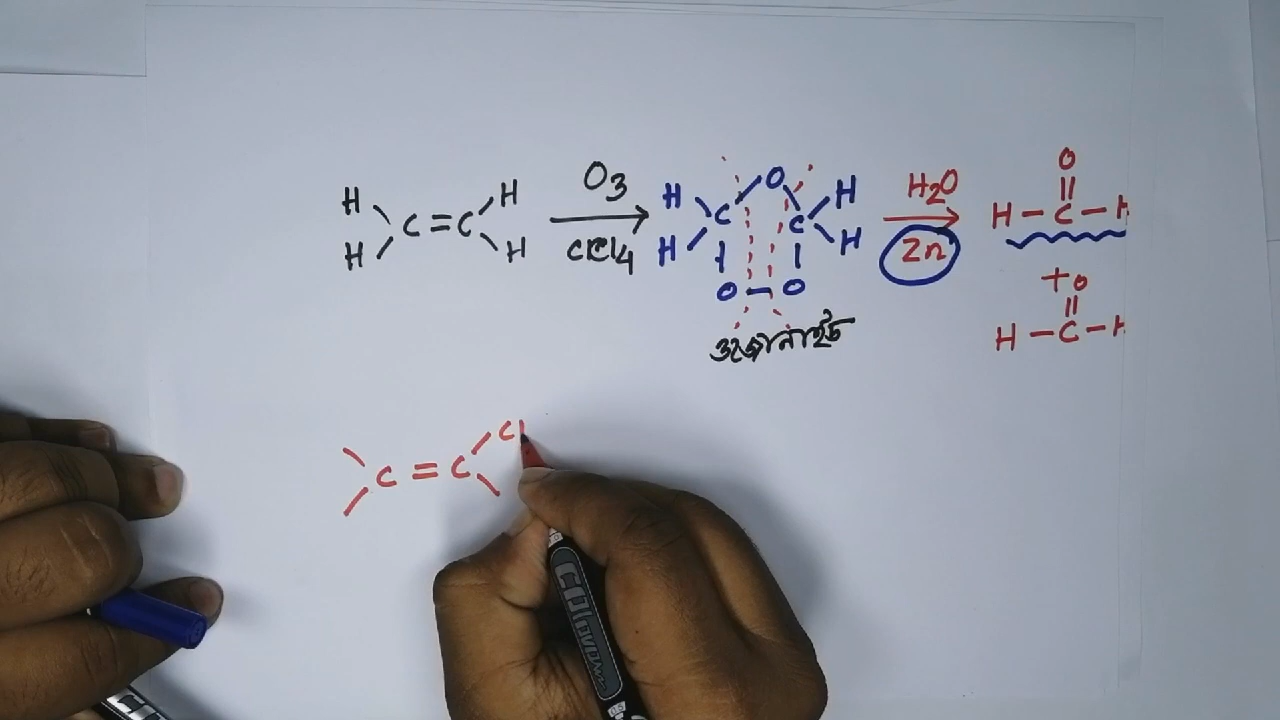 H H C = C H H
O3
CCl4
H H C O C H H O — O
ওজোনাইড
H2O
Zn
O
H — C — H
+ O
H — C — H
C = C